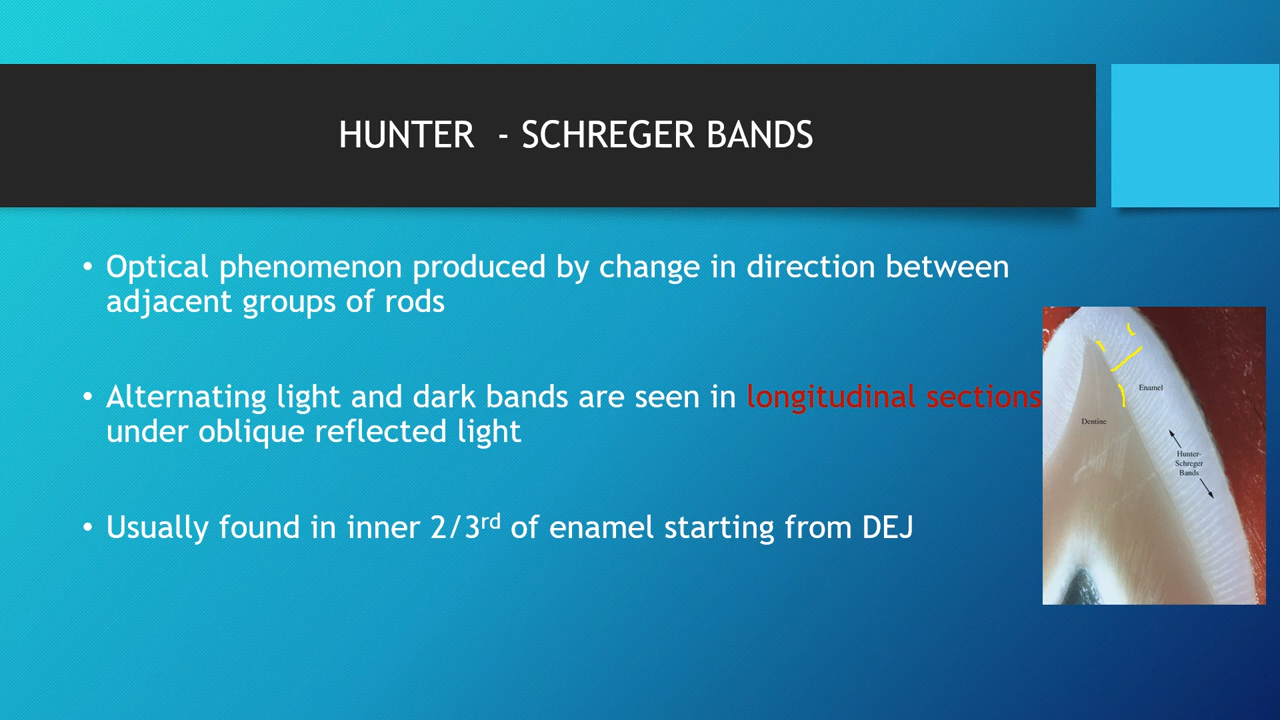 HUNTER - SCHREGER BANDS
• Optical phenomenon produced by change in direction between
adjacent groups of rods
• Alternating light and dark bands are seen in longitudinal sections
under oblique reflected light
• Usually found in inner 2/3rd of enamel starting from DEJ
Enamel
Dentine
Hunter-
Schreger
Bands